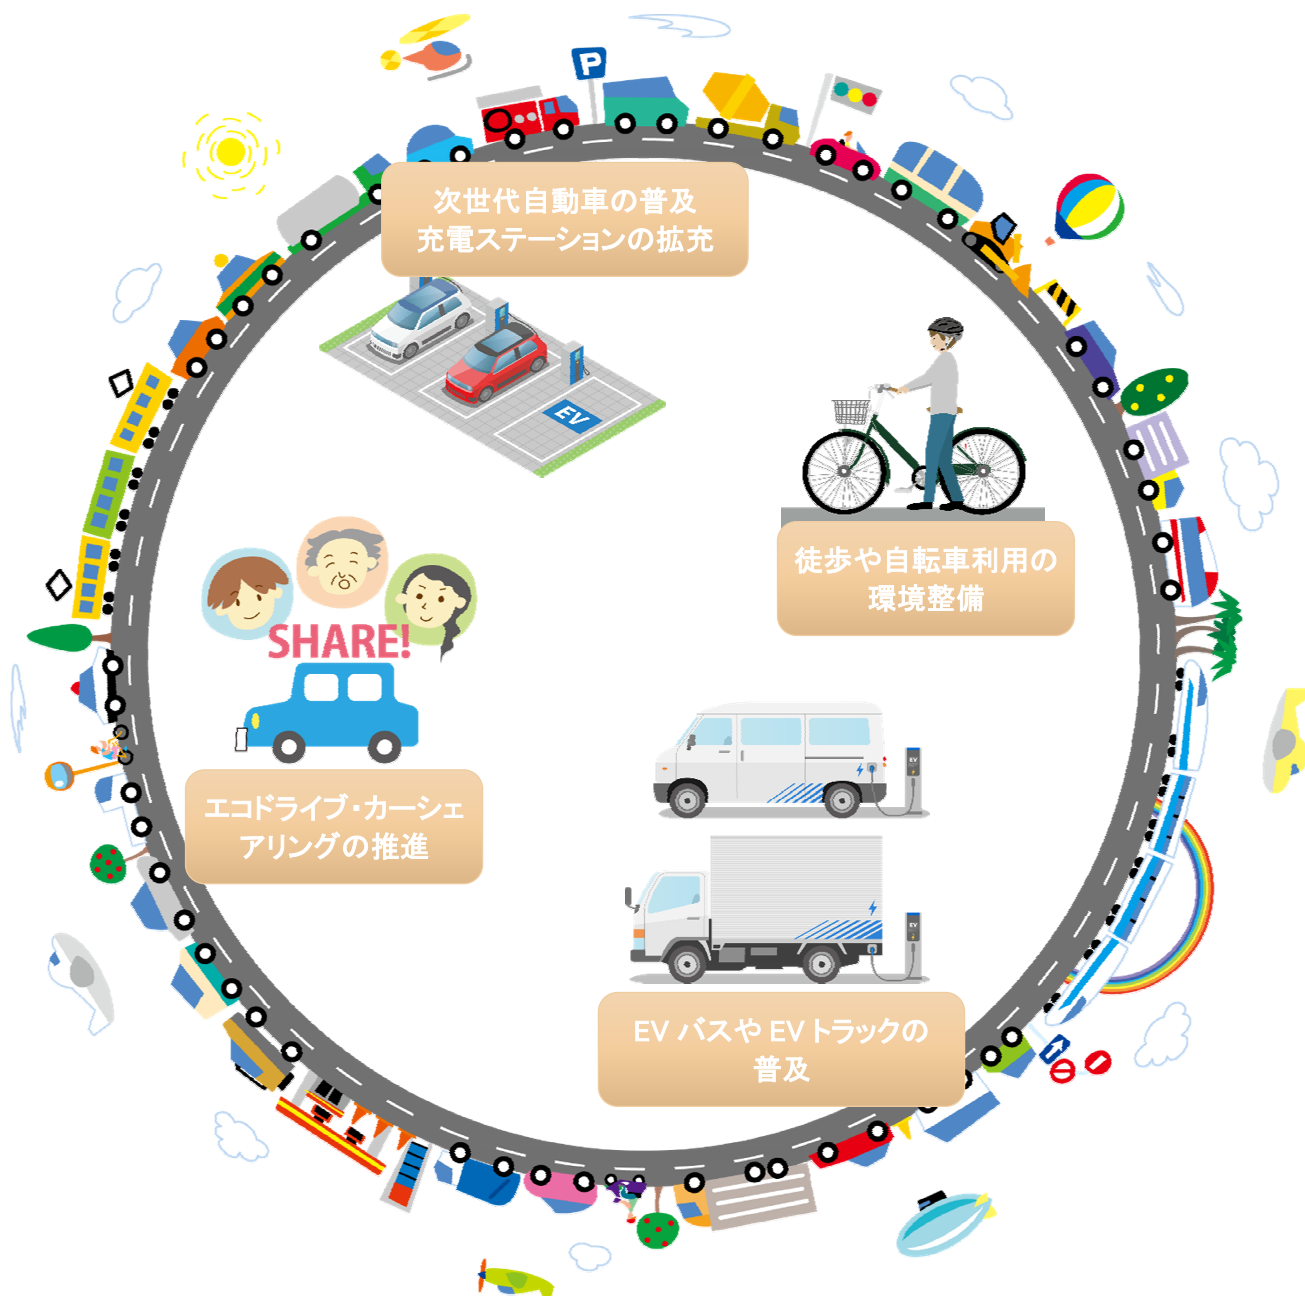 P
次世代自動車の普及
充電ステーションの拡充
EV
徒歩や自転車利用の
環境整備
SHARE!
エコドライブ・カーシェ
アリングの推進
EV
EV
EV バスや EV トラックの
普及